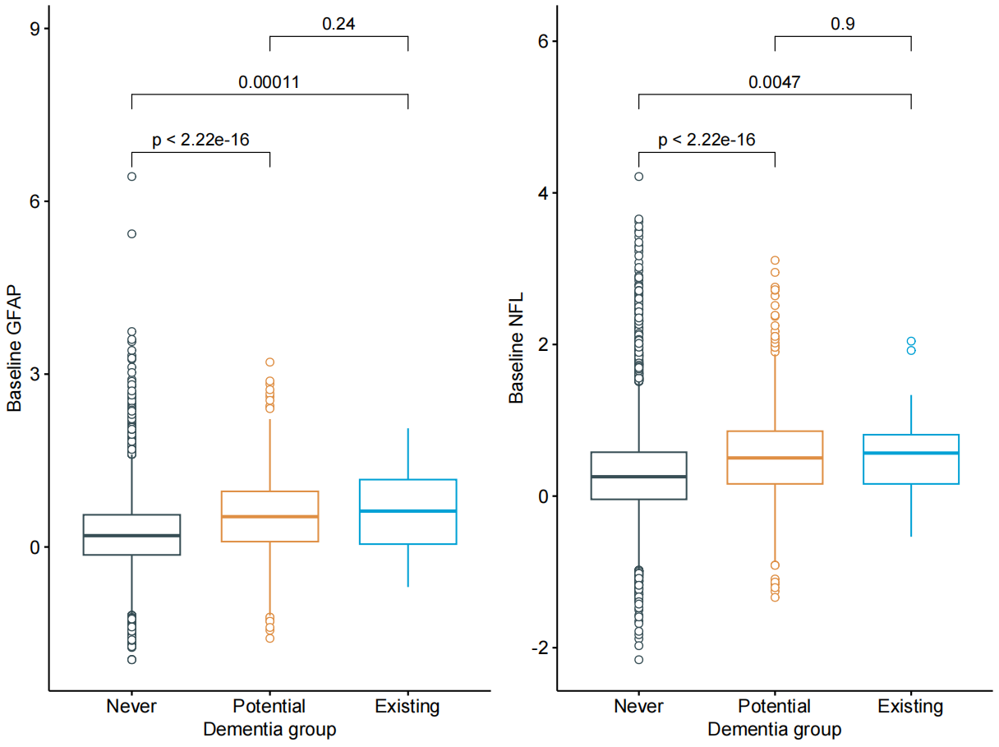 9
6
3
0
Baseline GFAP
0.24
0.00011
p < 2.22e-16
Never
Potential
Existing
Dementia group
6
4
2
0
-2
Baseline NFL
0.9
0.0047
p < 2.22e-16
Never
Potential
Existing
Dementia group